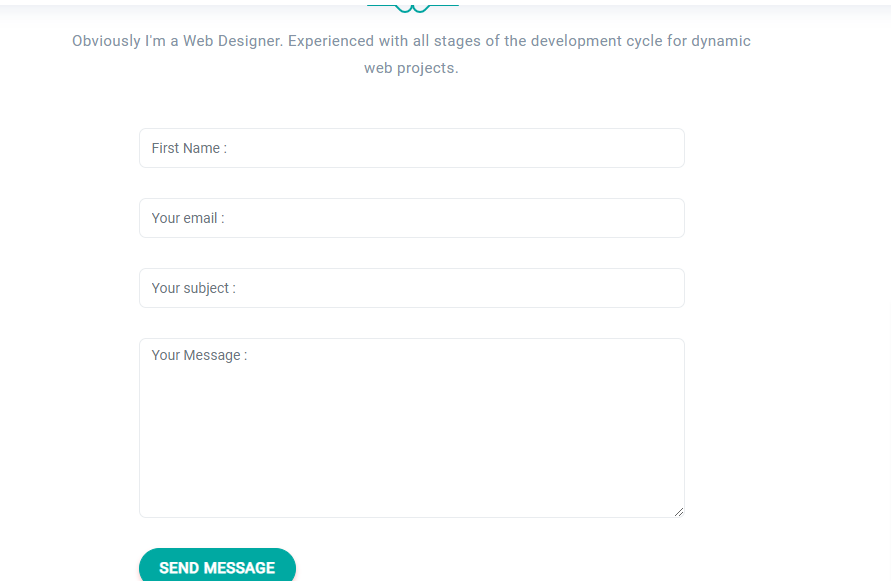 Obviously I'm a Web Designer. Experienced with all stages of the development cycle for dynamic
web projects.
First Name :
Your email :
Your subject :
Your Message :
SEND MESSAGE